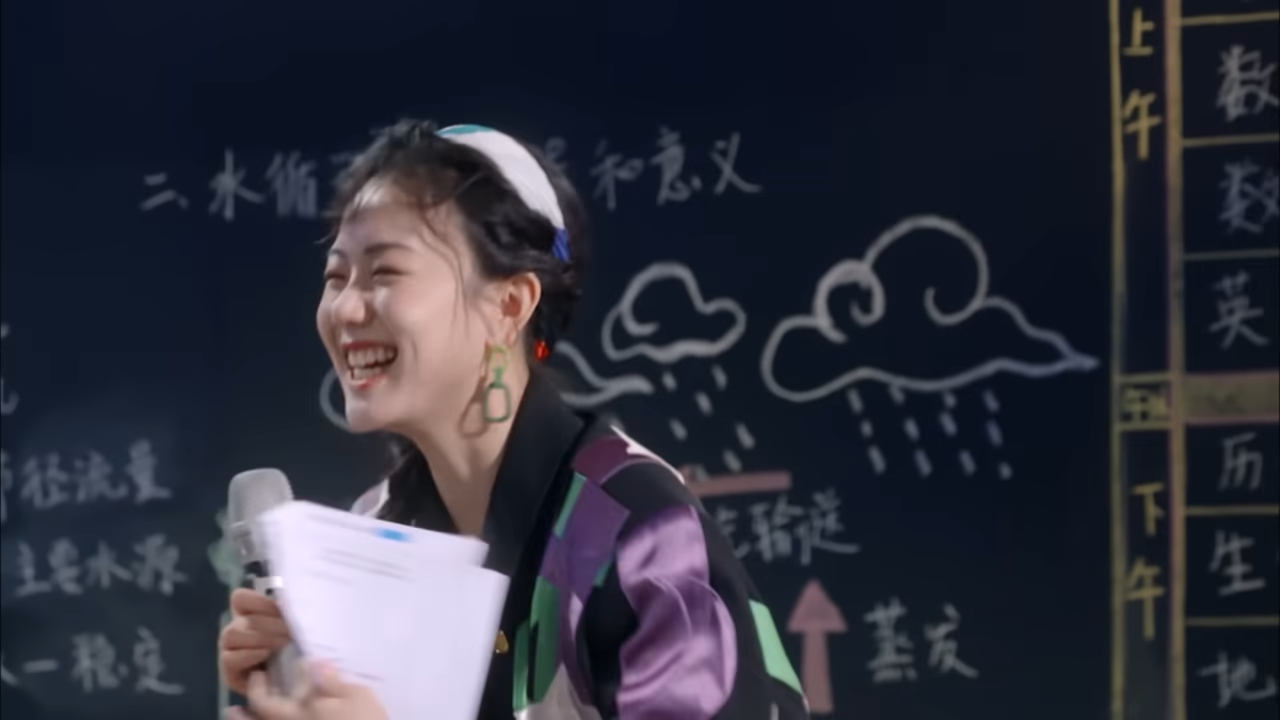 二、水循 和意义
径流量
主要水源
一稳定
输送
蒸发
上午
数
数
英
午
历
下午
生
地